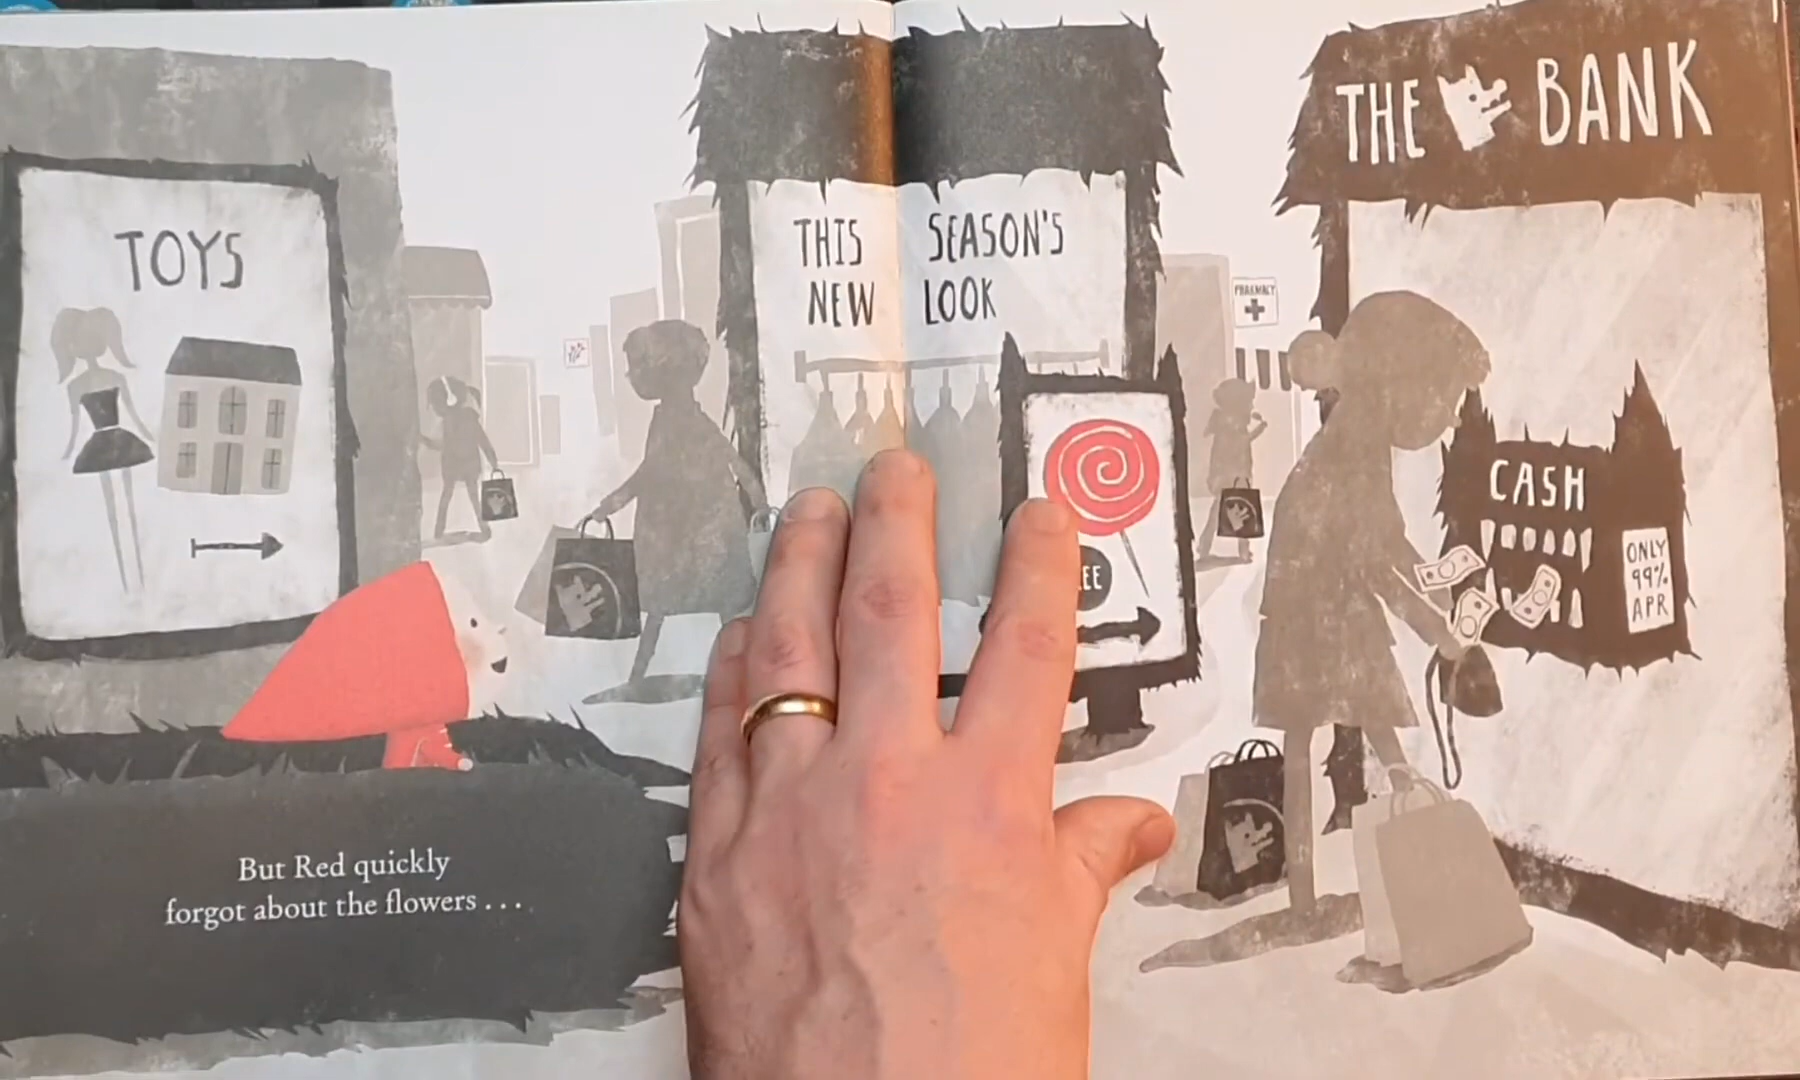 TOYS
THIS SEASON'S
NEW LOOK
THE BANK
PHARMACY
CASH
ONLY
99%
APR
But Red quickly
forgot about the flowers . . .